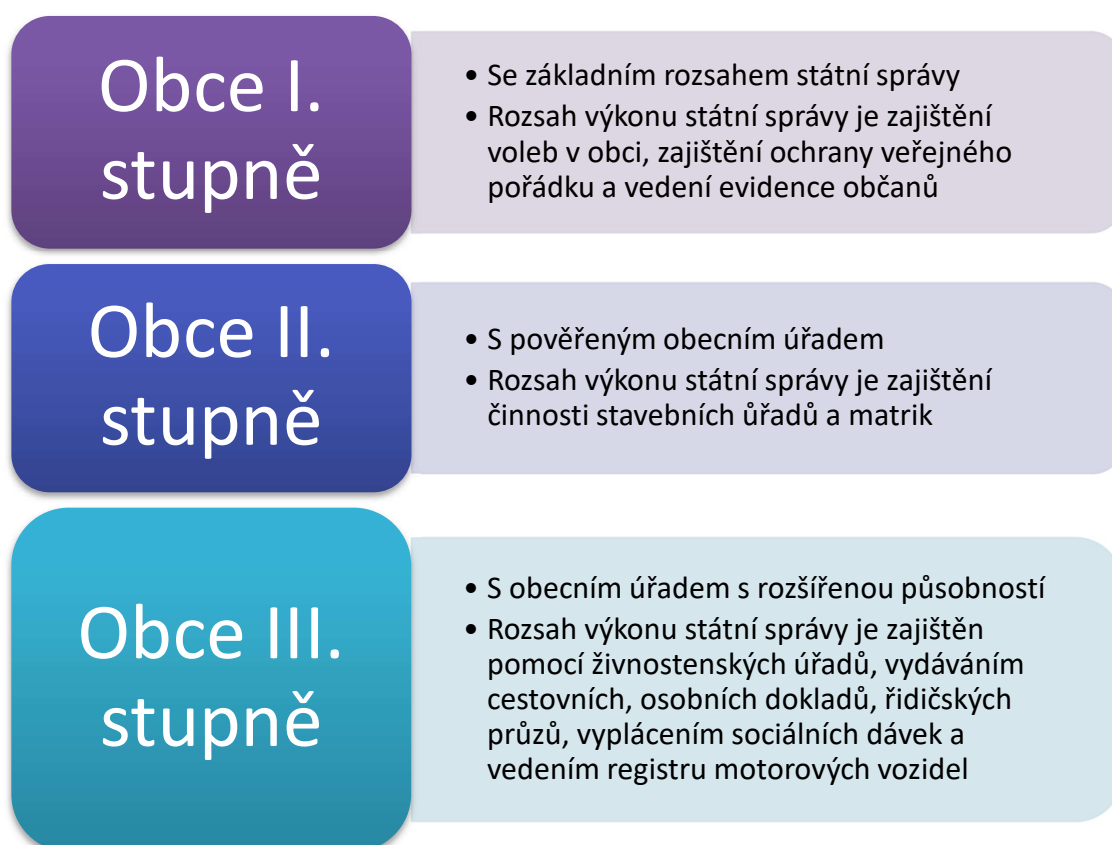 Obce I.
stupně
• Se základním rozsahem státní správy
• Rozsah výkonu státní správy je zajištění
voleb v obci, zajištění ochrany veřejného
pořádku a vedení evidence občanů
Obce II.
stupně
• S pověřeným obecním úřadem
• Rozsah výkonu státní správy je zajištění
činnosti stavebních ůřadů a matrik
Obce III.
stupně
• S obecním úřadem s rozšířenou působností
• Rozsah výkonu státní správy je zajištěn
pomocí živnostenských úřadů, vydáváním
cestovních, osobních dokladů, řidičských
průzů, vyplácením sociálních dávek a
vedením registru motorových vozidel